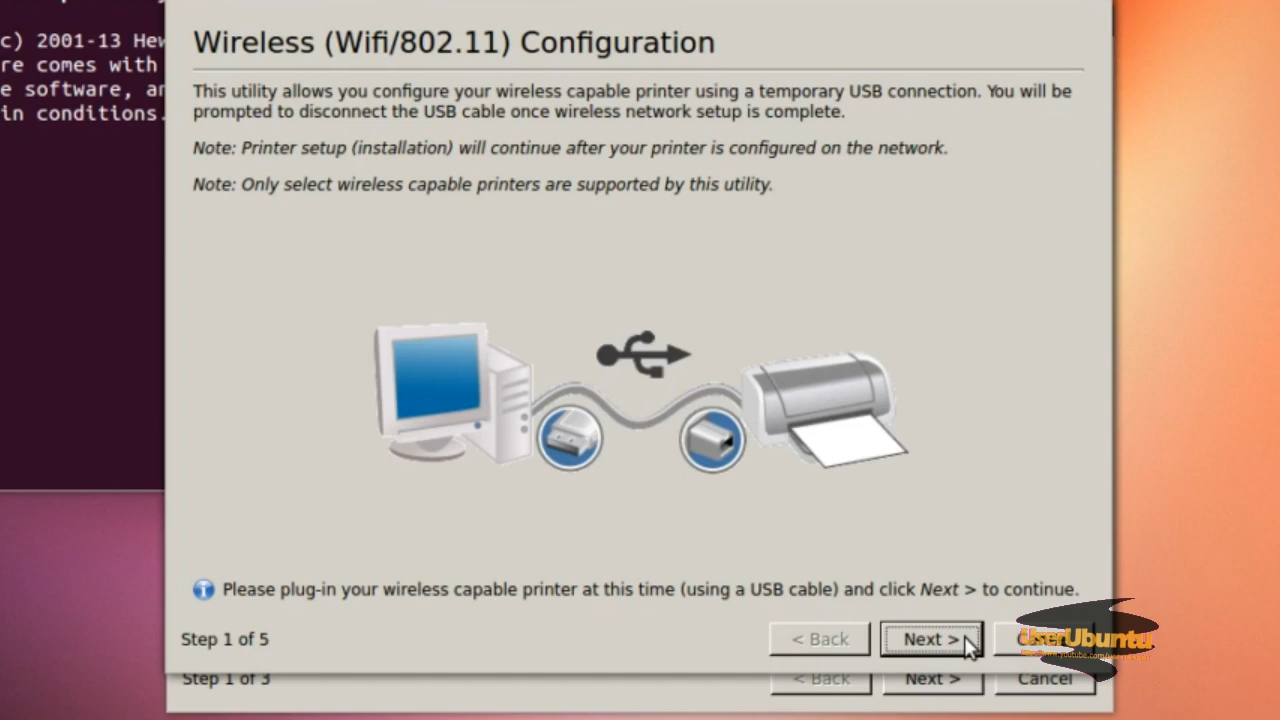 c) 2001-13 Hew
re comes with
e software, an
in conditions.
Wireless (Wifi/802.11) Configuration
This utility allows you configure your wireless capable printer using a temporary USB connection. You will be
prompted to disconnect the USB cable once wireless network setup is complete.
Note: Printer setup (installation) will continue after your printer is configured on the network.
Note: Only select wireless capable printers are supported by this utility.
Please plug-in your wireless capable printer at this time (using a USB cable) and click Next > to continue.
Step 1 of 5
< Back
Next >
UserUbuntu
Step 1 of 3
< Back
Next >
Cancel